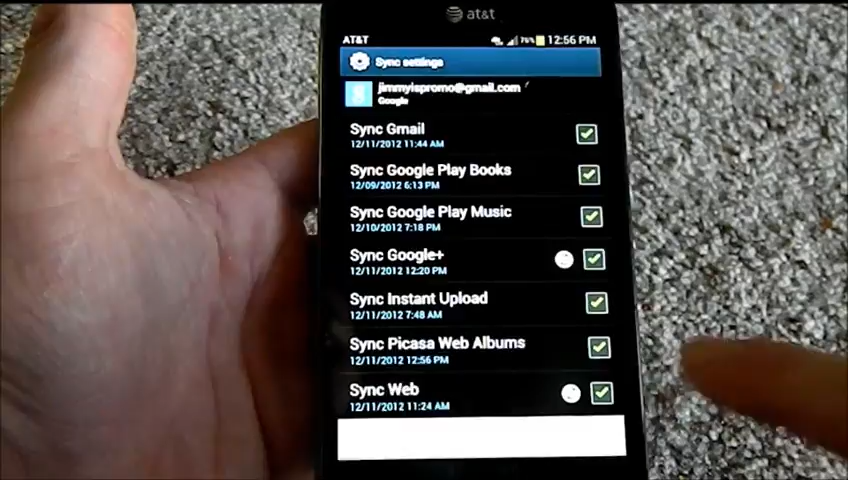 at&t
AT&T 76% 12:56 PM
Sync settings
jimmyispromo@gmail.com
Google
Sync Gmail
12/11/2012 11:44 AM
Sync Google Play Books
12/09/2012 6:13 PM
Sync Google Play Music
12/10/2012 7:18 PM
Sync Google+
12/11/2012 12:20 PM
Sync Instant Upload
12/11/2012 7:48 AM
Sync Picasa Web Albums
12/11/2012 12:56 PM
Sync Web
12/11/2012 11:24 AM